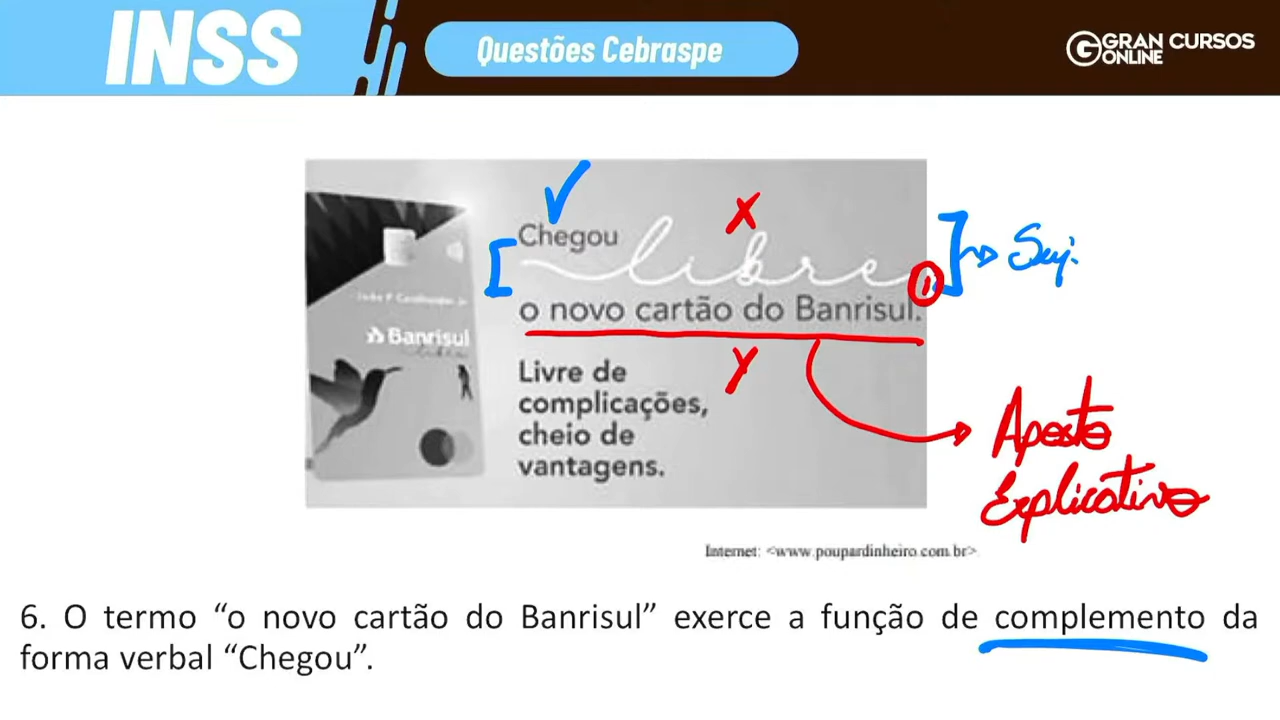 INSS
Questões Cebraspe
GRAN CURSOS
ONLINE
Chegou
libre
o novo cartão do Banrisul.
Banrisul
libre
Livre de
complicações,
cheio de
vantagens.
Suj.
Aposto
Explicativo
Internet: <www.poupardinheiro.com.br>
6. O termo “o novo cartão do Banrisul” exerce a função de complemento da
forma verbal “Chegou”.